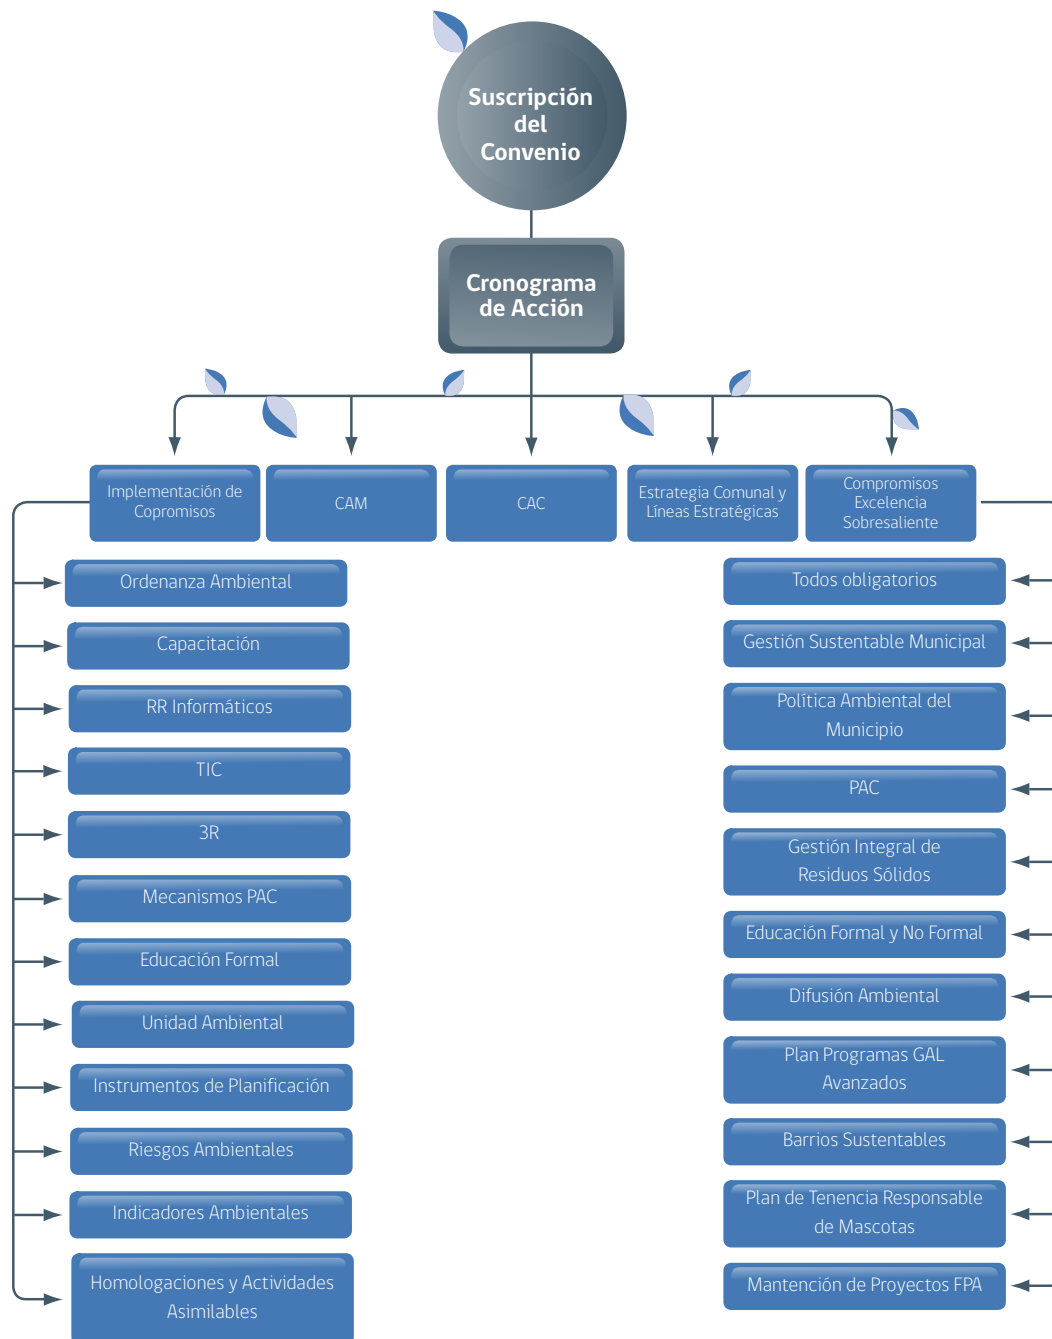 Suscripción
del
Convenio
Cronograma
de Acción
Implementación de
Copromisos
CAM
CAC
Estrategia Comunal y
Líneas Estratégicas
Compromisos
Excelencia
Sobresaliente
Ordenanza Ambiental
Capacitación
RR Informáticos
TIC
3R
Mecanismos PAC
Educación Formal
Unidad Ambiental
Instrumentos de Planificación
Riesgos Ambientales
Indicadores Ambientales
Homologaciones y Actividades
Asimilables
Todos obligatorios
Gestión Sustentable Municipal
Política Ambiental del
Municipio
PAC
Gestión Integral de
Residuos Sólidos
Educación Formal y No Formal
Difusión Ambiental
Plan Programas GAL
Avanzados
Barrios Sustentables
Plan de Tenencia Responsable
de Mascotas
Mantención de Proyectos FPA